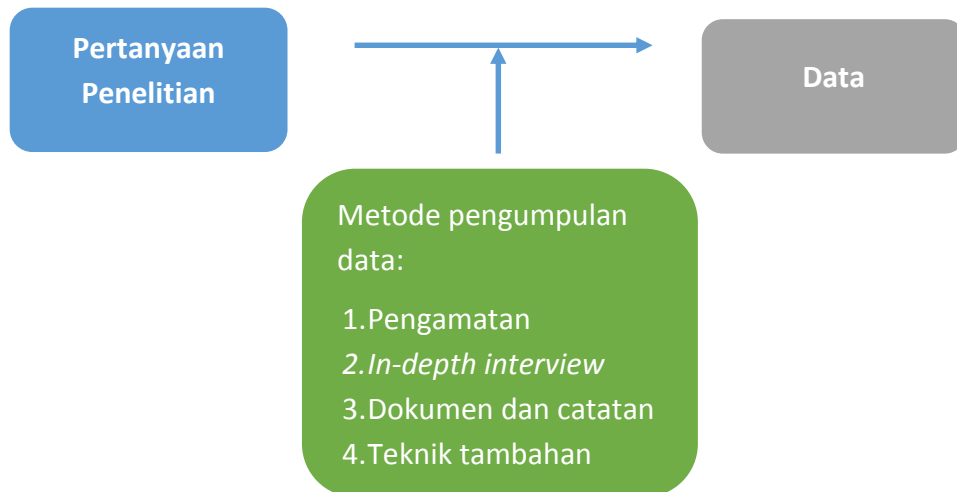 Pertanyaan
Penelitian
Data
Metode pengumpulan
data:
1.Pengamatan
2.In-depth interview
3.Dokumen dan catatan
4.Teknik tambahan